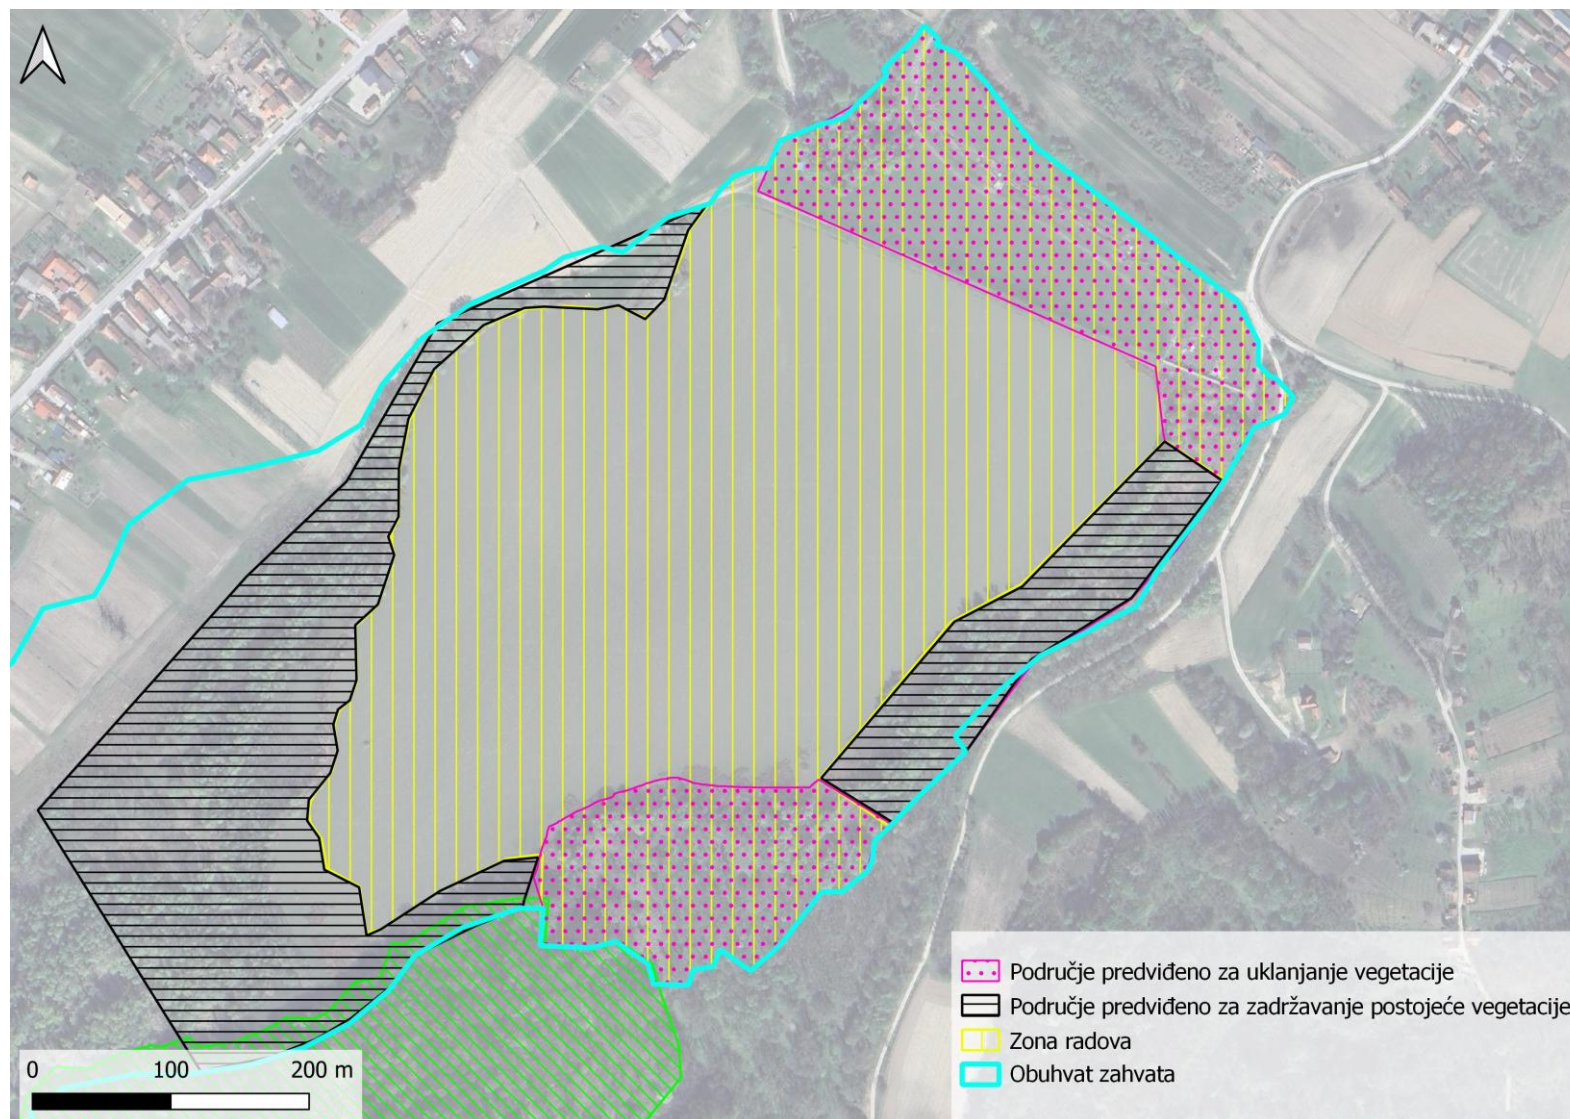 Područje predviđeno za uklanjanje vegetacije
Područje predviđeno za zadržavanje postojeće vegetacije
Zona radova
Obuhvat zahvata
0 100 200 m